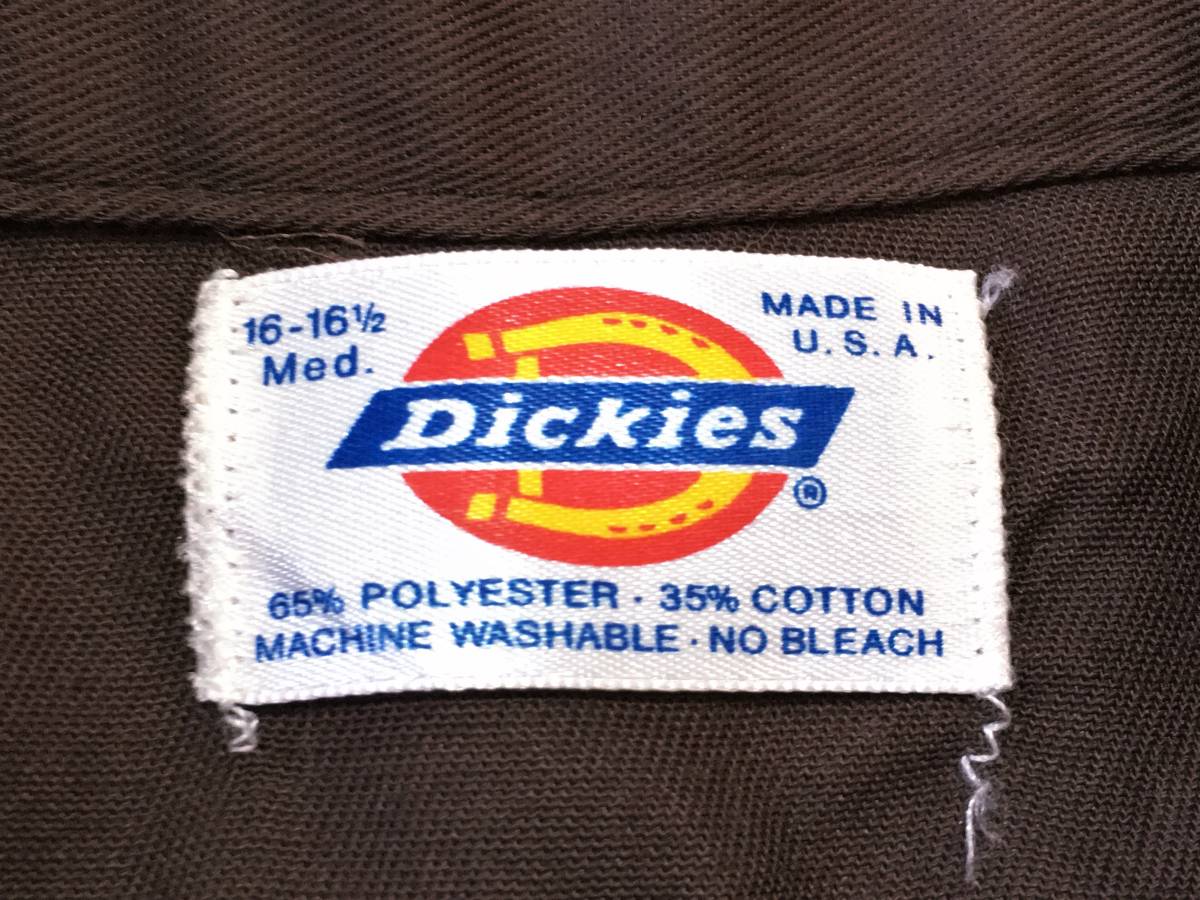 16-16½
Med.
MADE IN
U.S.A.
Dickies
®
65% POLYESTER · 35% COTTON
MACHINE WASHABLE · NO BLEACH